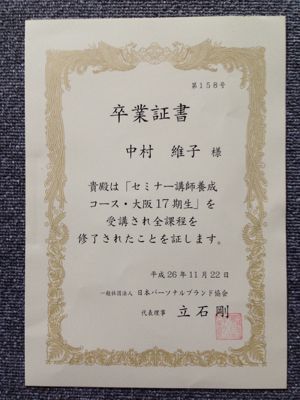 第158号
卒業証書
中村 維子 様
貴殿は「セミナー講師養成
コース・大阪17期生」を
受講され全課程を
修了されたことを証します。
平成26年11月22日
一般社団法人 日本パーソナルブランド協会
代表理事 立石剛